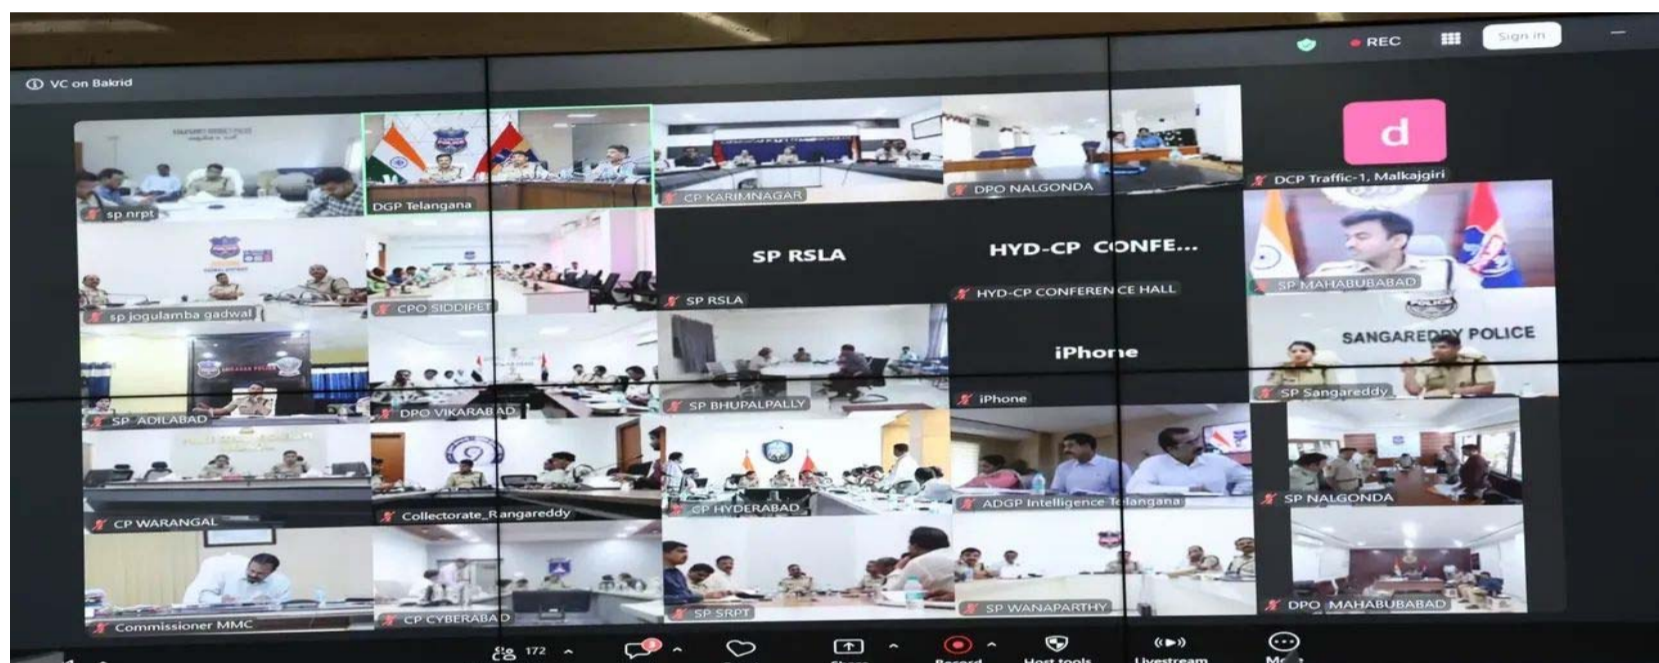 VC on Bakrid
REC
Sign in
sp nrpt
DGP Telangana
CP KARIMNAGAR
DPO NALGONDA
d
DCP Traffic-1, Malkajgiri
sp jogulamba gadwal
CPO SIDDIPET
SP RSLA
SP RSLA
HYD-CP CONFE...
HYD-CP CONFERENCE HALL
SP MAHABUBABAD
SP ADILABAD
DPO VIKARABAD
SP BHUPALPALLY
iPhone
iPhone
POLICE
SANGAREDDY POLICE
SP Sangareddy
CP WARANGAL
Collectorate_Rangareddy
CP HYDERABAD
ADGP Intelligence Telangana
SP NALGONDA
Commissioner MMC
CP CYBERABAD
SP SRPT
SP WANAPARTHY
DPO MAHABUBABAD
172
3
Record
Host tools
Livestream